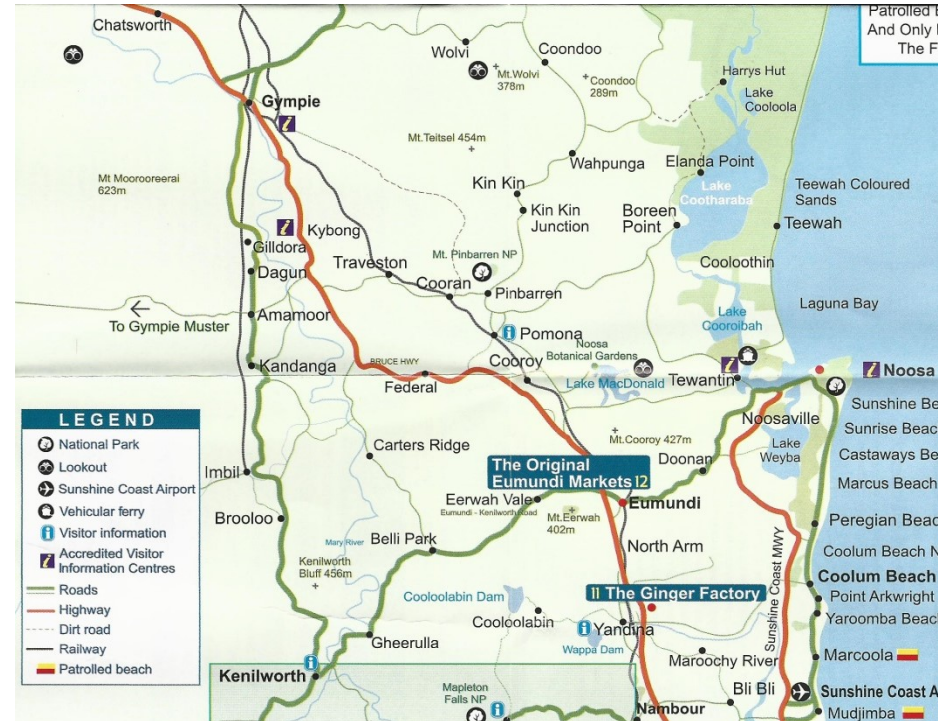 Chatsworth
Patrolled
And Only
The F
Wolvi
Coondoo
Mt.Wolvi
378m
Coondoo
289m
Harrys Hut
Lake
Cooloola
Gympie
Mt.Teitsel 454m
Wahpunga
Elanda Point
Lake
Cootharaba
Mt Moorooreerai
623m
Kin Kin
Teewah Coloured
Sands
Kin Kin
Junction
Boreen
Point
Teewah
Kybong
Gilldora
Mt. Pinbarren NP
Traveston
Cooloothin
Dagun
Cooran
Pinbarren
Laguna Bay
To Gympie Muster
Amamoor
Lake
Cooroibah
Pomona
Noosa
Botanical Gardens
Cooroy
BRUCE HWY
Kandanga
Federal
Lake MacDonald
Tewantin
Noosa
Sunshine Be
Noosaville
Sunrise Beac
LEGEND
National Park
Lookout
Sunshine Coast Airport
Vehicular ferry
Visitor information
Accredited Visitor
Information Centres
Roads
Highway
Dirt road
Railway
Patrolled beach
Carters Ridge
Mt.Cooroy 427m
Lake
Weyba
Castaways Be
Imbil
The Original
Eumundi Markets 12
Doonan
Marcus Beach
Eerwah Vale
Eumundi - Kenilworth Road
Eumundi
Brooloo
Mt.Eerwah
402m
Peregian Beac
Mary River
Belli Park
North Arm
Sunshine Coast MWY
Coolum Beach N
Kenilworth
Bluff 456m
Cooloolabin Dam
11 The Ginger Factory
Coolum Beach
Point Arkwright
Cooloolabin
Yandina
Yaroomba Beac
Gheerulla
Wappa Dam
Maroochy River
Marcoola
Kenilworth
Mapleton
Falls NP
Bli Bli
Sunshine Coast A
Nambour
Mudjimba